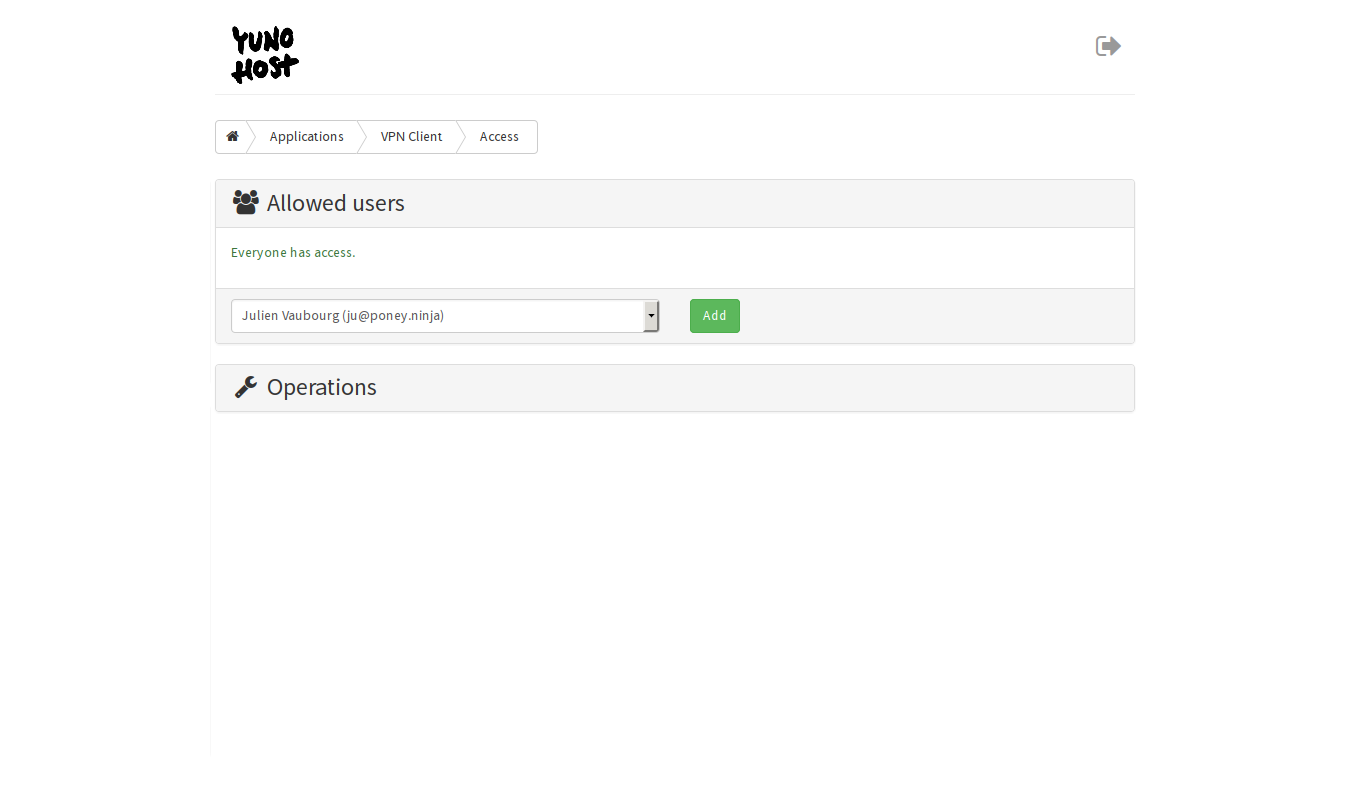 YUNO
HOST
Applications VPN Client Access
Allowed users
Everyone has access.
Julien Vaubourg (ju@poney.ninja) Add
Operations